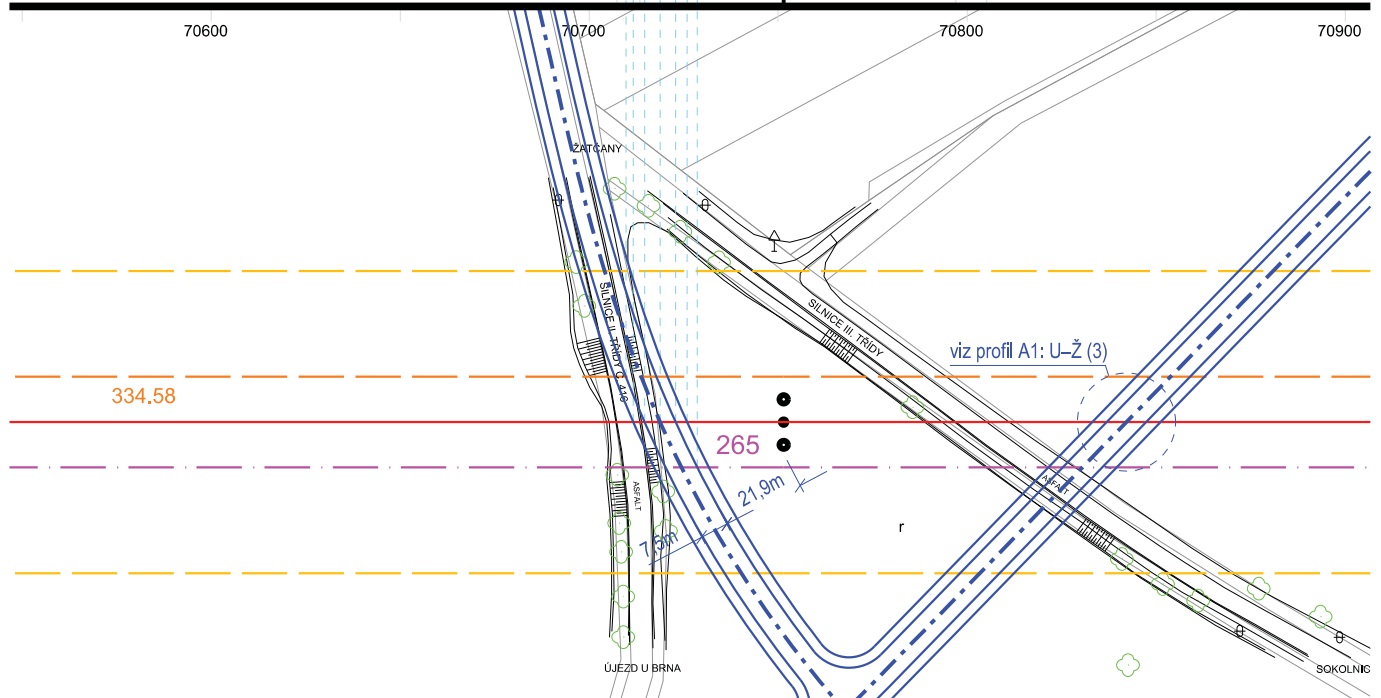 70600
70700
70800
70900
ŽATČANY
SILNICE II. TŘÍDY Č. 416
SILNICE III. TŘÍDY
viz profil A1: U–Ž (3)
334.58
265
21,9m
7,5m
ASFALT
ASFALT
r
ÚJEZD U BRNA
SOKOLNIC